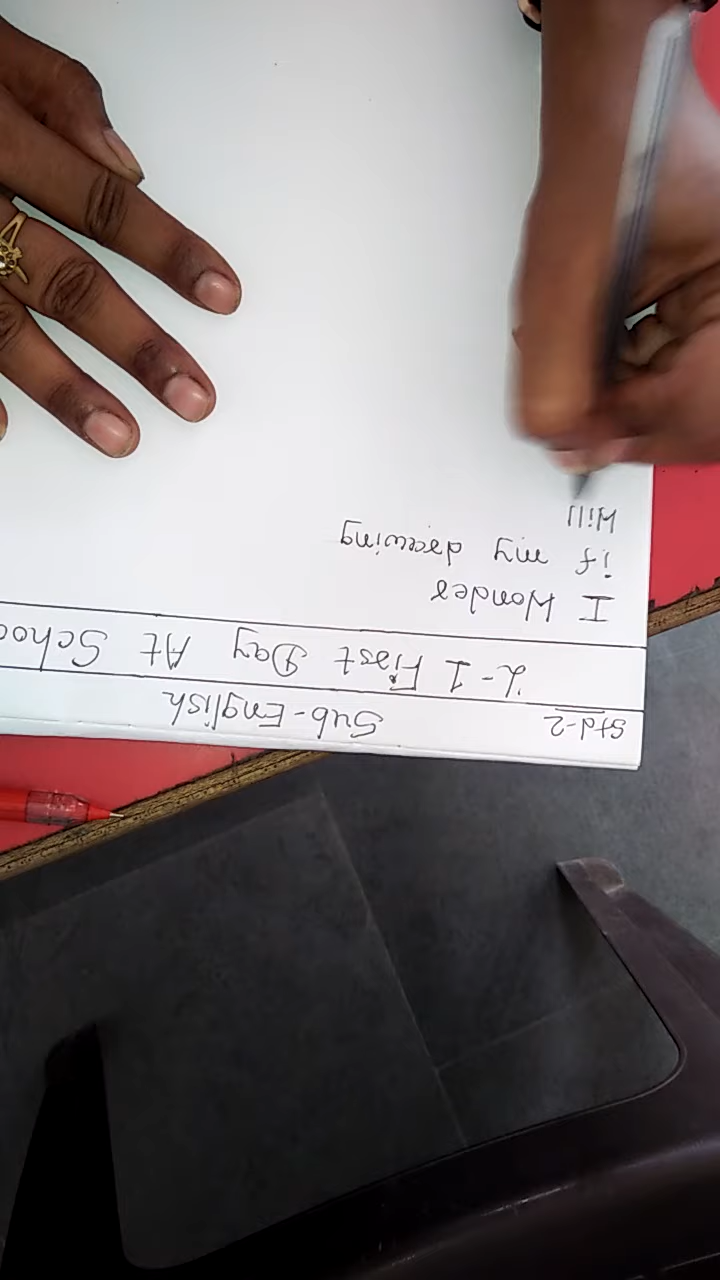 Std-2 Sub-English
L-1 First Day At Schoo
I Wonder
if my drawing
Will